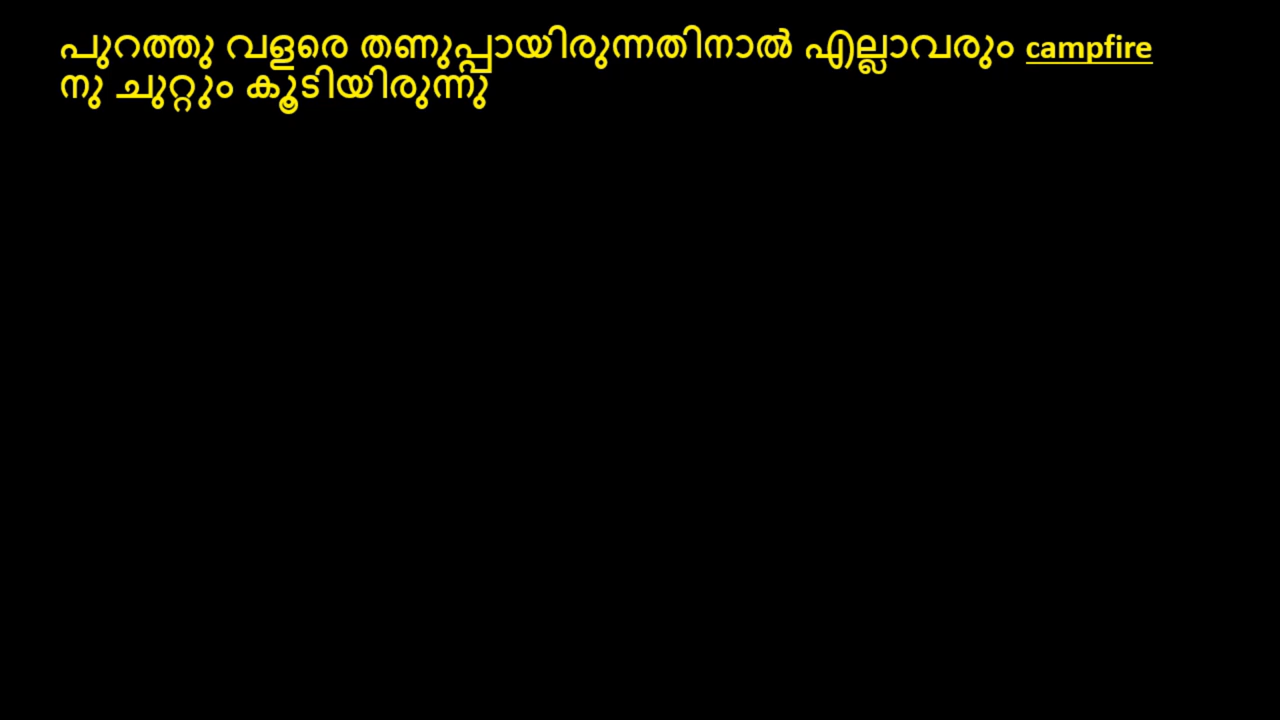 പുറത്തു വളരെ തണുപ്പായിരുന്നതിനാൽ എല്ലാവരും campfire
നു ചുറ്റും കൂടിയിരുന്നു